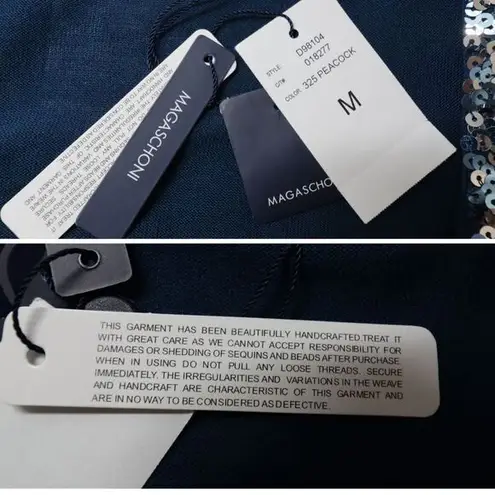 STYLE: D98104
CUT# 018277
COLOR: 325 PEACOCK
M
MAGASCHONI
MAGASCHO
THIS GARMENT HAS BEEN BEAUTIFULLY HANDCRAFTED.TREAT IT
WITH GREAT CARE AS WE CANNOT ACCEPT RESPONSIBILITY FOR
DAMAGES OR SHEDDING OF SEQUINS AND BEADS AFTER PURCHASE.
WHEN IN USING DO NOT PULL ANY LOOSE THREADS. SECURE
IMMEDIATELY. THE IRREGULARITIES AND VARIATIONS IN THE WEAVE
AND HANDCRAFT ARE CHARACTERISTIC OF THIS GARMENT AND
ARE IN NO WAY TO BE CONSIDERED AS DEFECTIVE.